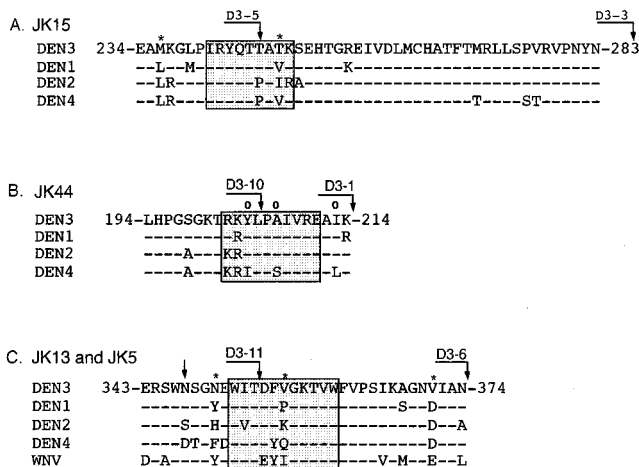 A. JK15
D3-5
D3-3
* *
DEN3 234-EAMKGLPIRYQTTATKSEHTGREIVDLMCHATFTMRLLSPVRVPNYN-283
DEN1 --L--M--------V------K-------------------------
DEN2 --LR--------P-IRA------------------------------
DEN4 --LR--------P-V-------------------T----ST------
B. JK44
D3-10
D3-1
o o o
DEN3 194-LHPGSGKTRKYLPAIVREAIK-214
DEN1 ---------R----------R
DEN2 ----A---KR-----------
DEN4 ----A---KRI--S-----L-
C. JK13 and JK5
D3-11
D3-6
* * *
DEN3 343-ERSWNSGNEWITDFVGKTVWFVPSIKAGNVIAN-374
DEN1 -------Y------P-----------S--D---
DEN2 ----S--H--V---K--------------D--A
DEN4 ----DT-FD----YQ--------------D---
WNV D-A----Y----EYI---------V-M--E-L-